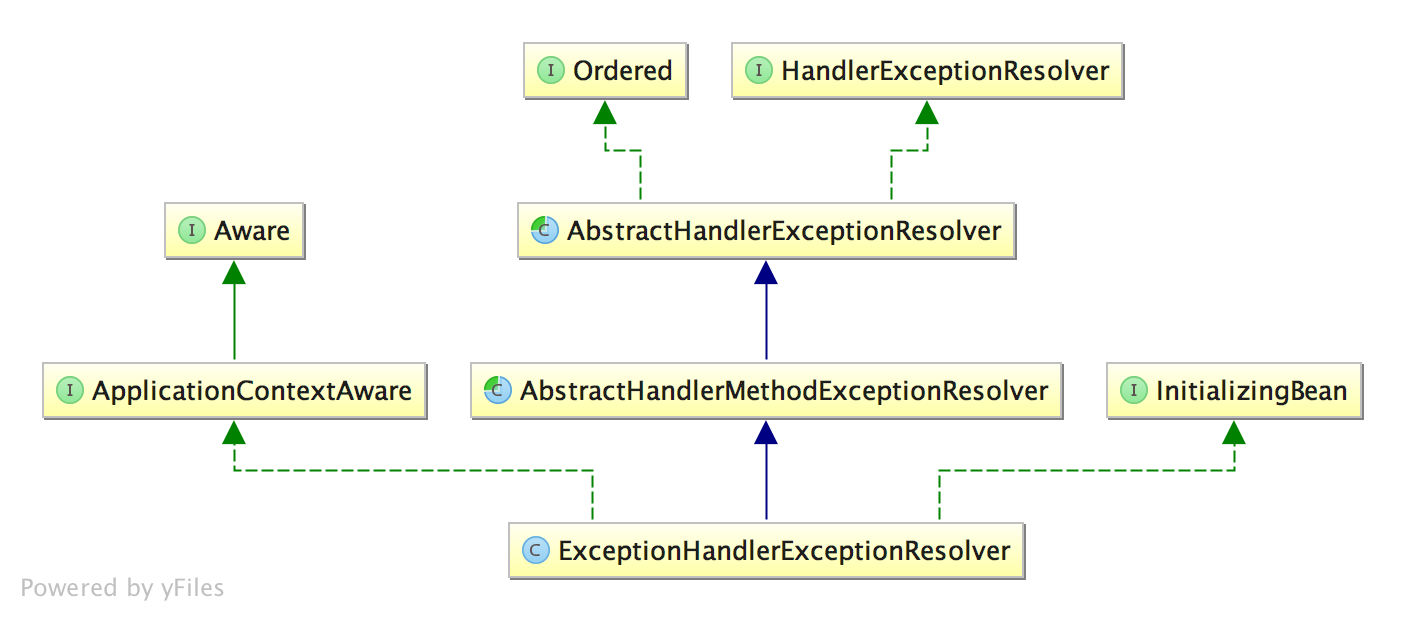 I Ordered
I HandlerExceptionResolver
I Aware
C AbstractHandlerExceptionResolver
I ApplicationContextAware
C AbstractHandlerMethodExceptionResolver
I InitializingBean
C ExceptionHandlerExceptionResolver
Powered by yFiles